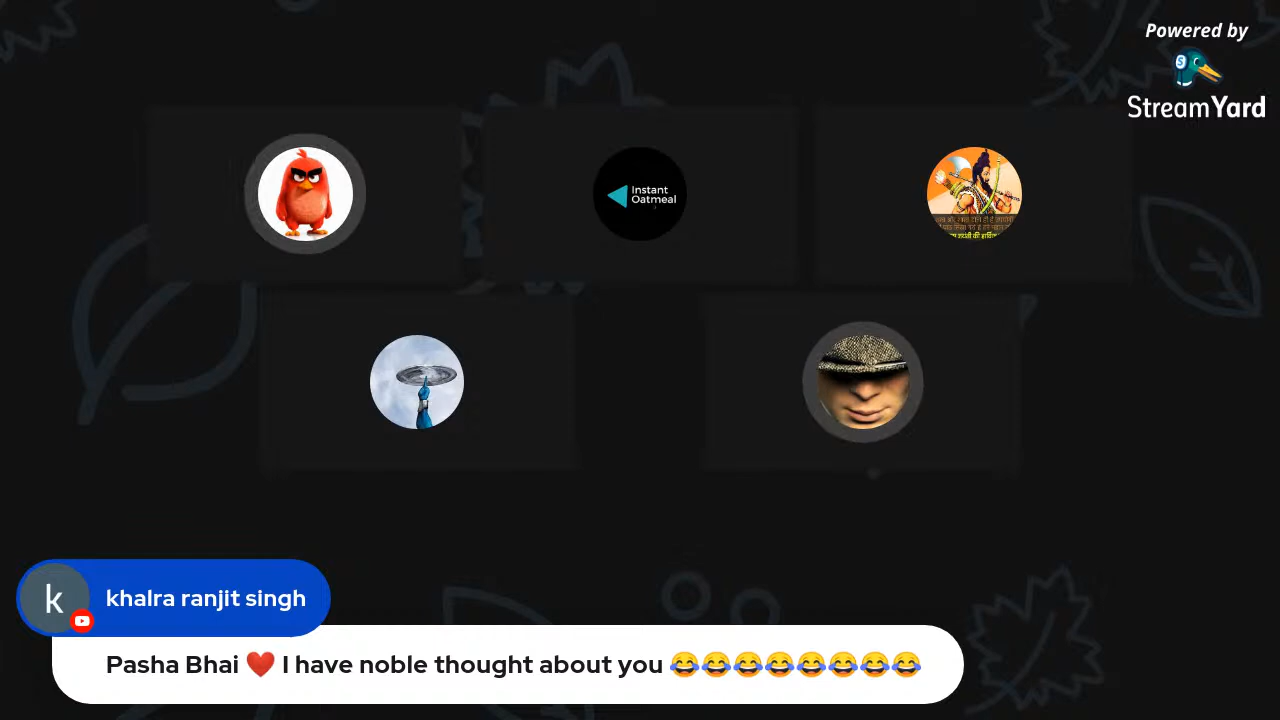 Powered by
StreamYard
Instant
Oatmeal
khalra ranjit singh
Pasha Bhai ❤️ I have noble thought about you 😂😂😂😂😂😂😂😂